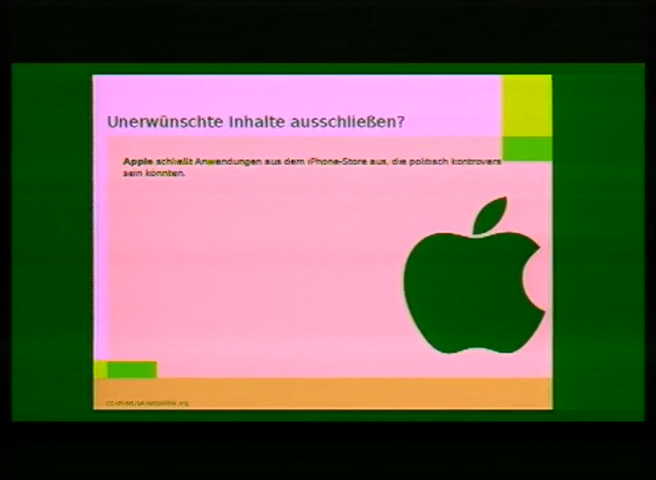 Unerwünschte Inhalte ausschließen?
Apple schließt Anwendungen aus dem iPhone-Store aus, die politisch kontrovers
sein könnten.